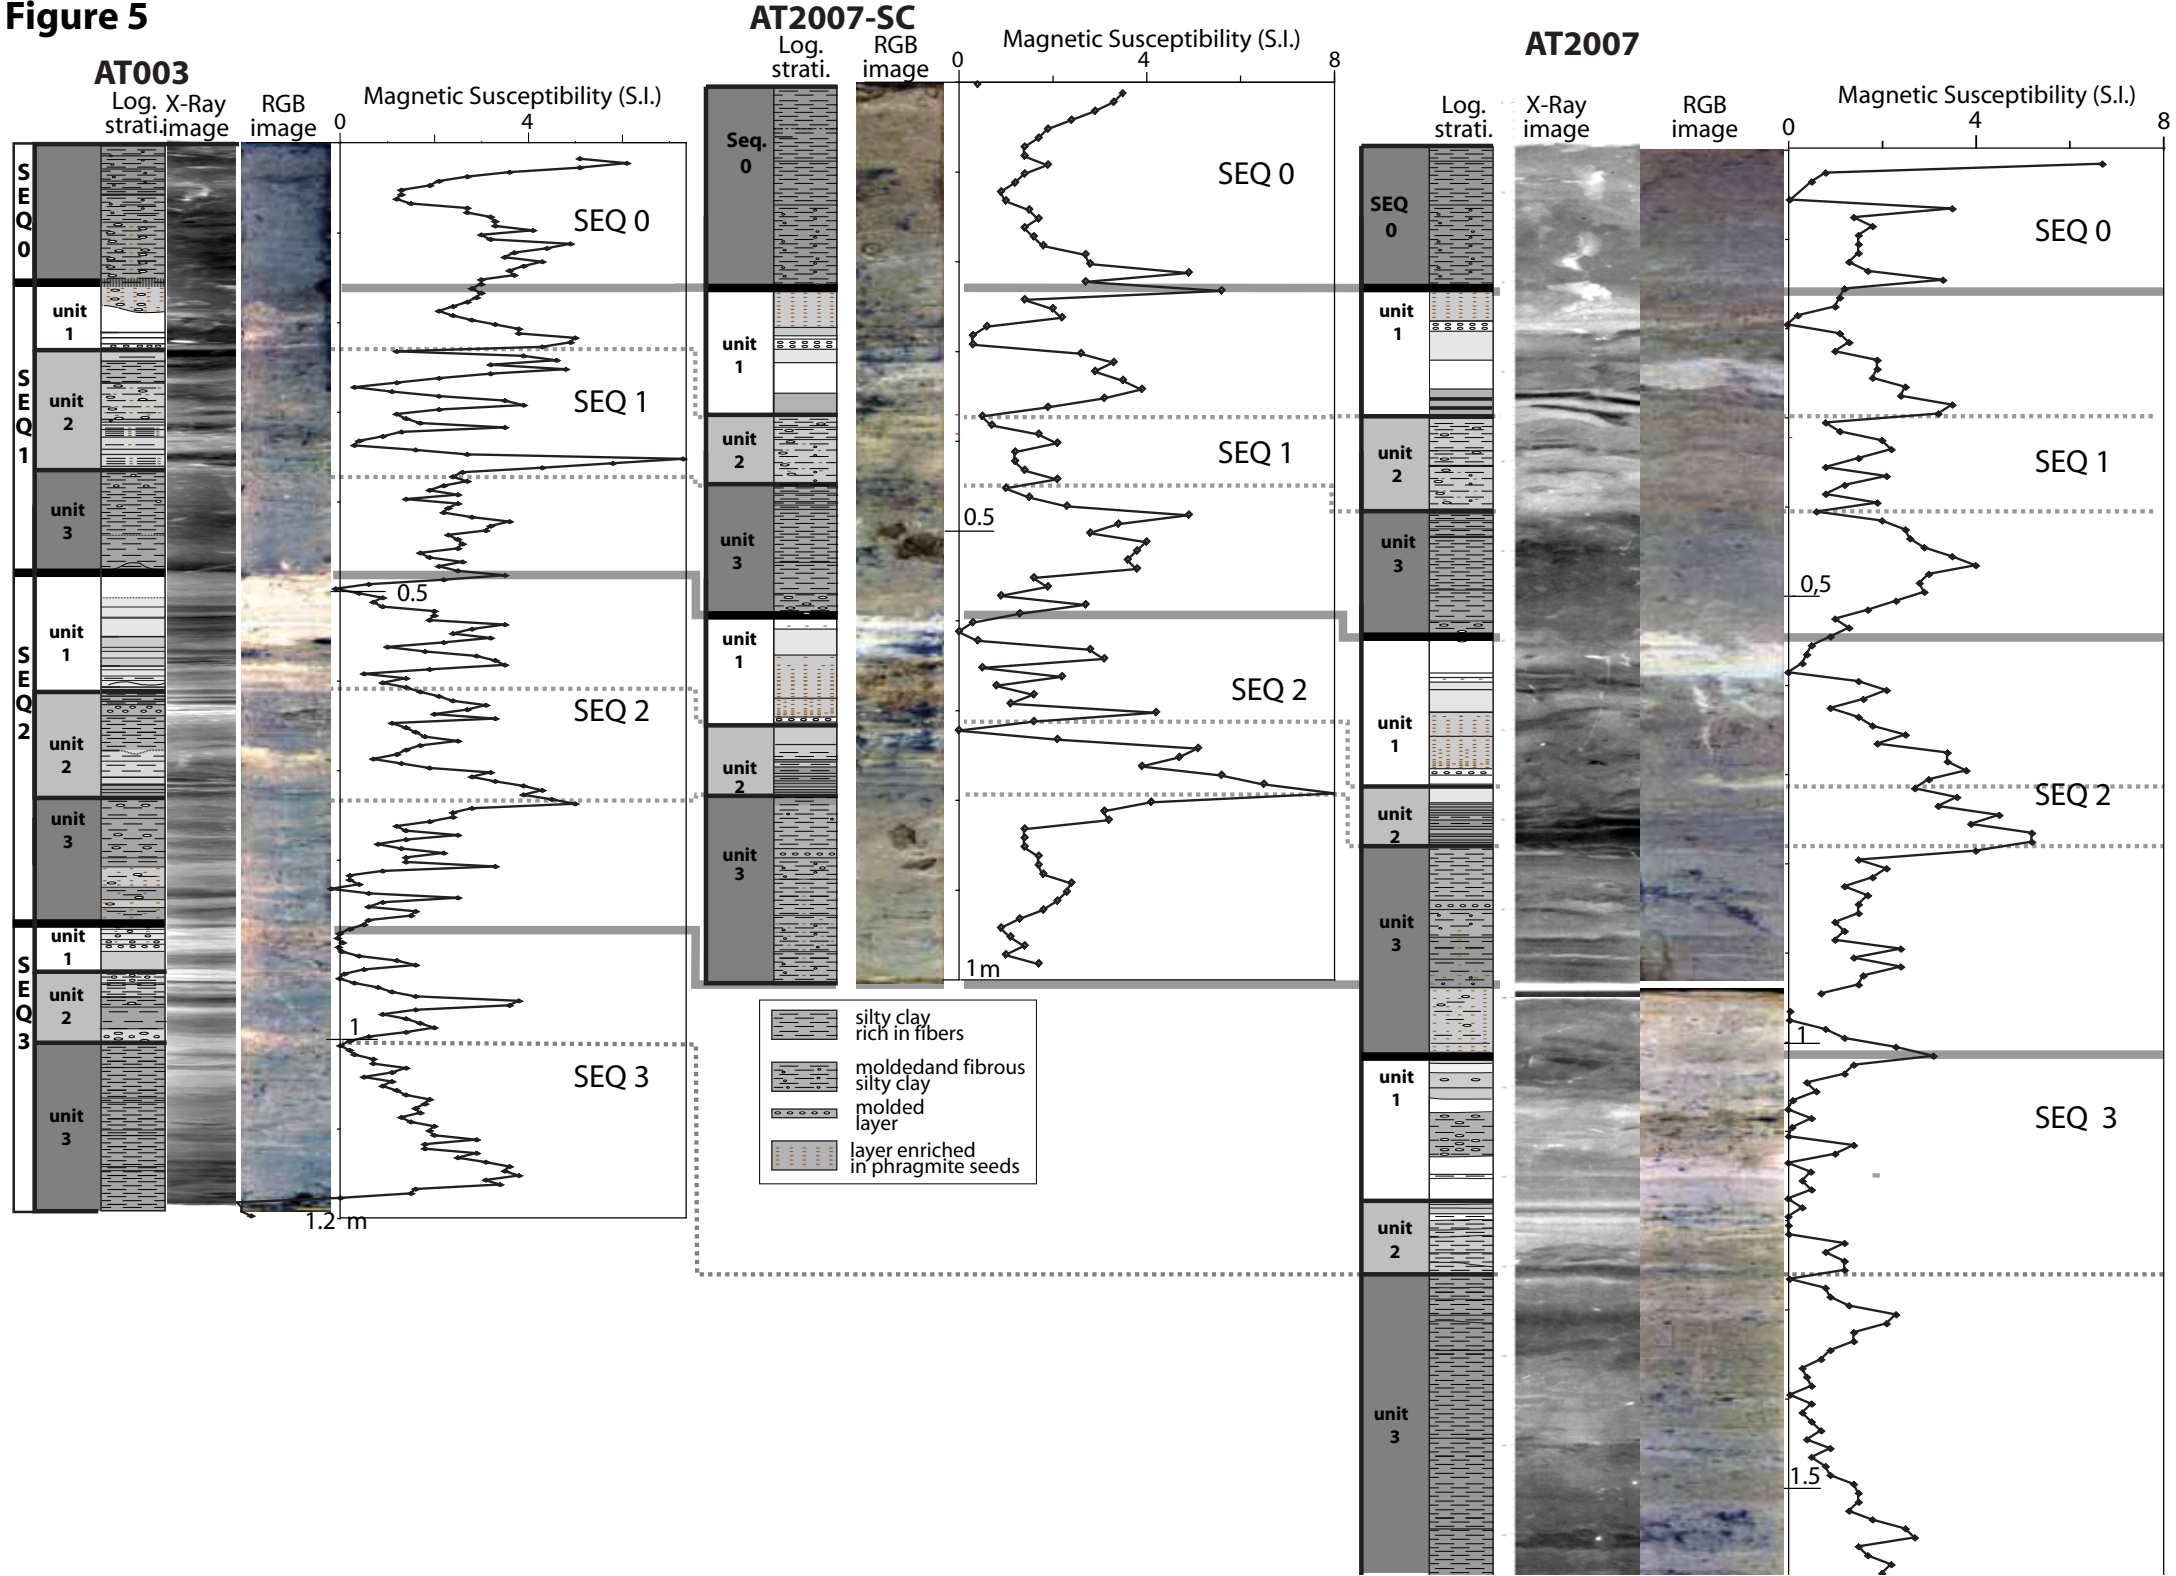 Figure 5
AT003
Log.
strati.
X-Ray
image
RGB
image
Magnetic Susceptibility (S.I.)
0
4
S
E
Q
0
unit
1
S
E
Q
1
unit
2
unit
3
unit
1
S
E
Q
2
unit
2
unit
3
unit
1
S
E
Q
3
unit
2
unit
3
SEQ 0
SEQ 1
0.5
SEQ 2
1
SEQ 3
1.2 m
AT2007-SC
Log.
strati.
RGB
image
Magnetic Susceptibility (S.I.)
0
4
8
Seq.
0
unit
1
unit
2
unit
3
unit
1
unit
2
unit
3
SEQ 0
SEQ 1
0.5
SEQ 2
1m
silty clay
rich in fibers
moldedand fibrous
silty clay
molded
layer
layer enriched
in phragmite seeds
AT2007
Log.
strati.
X-Ray
image
RGB
image
Magnetic Susceptibility (S.I.)
0
4
8
SEQ
0
unit
1
unit
2
unit
3
unit
1
unit
2
unit
3
unit
1
unit
2
unit
3
SEQ 0
SEQ 1
0,5
SEQ 2
1
SEQ 3
1.5